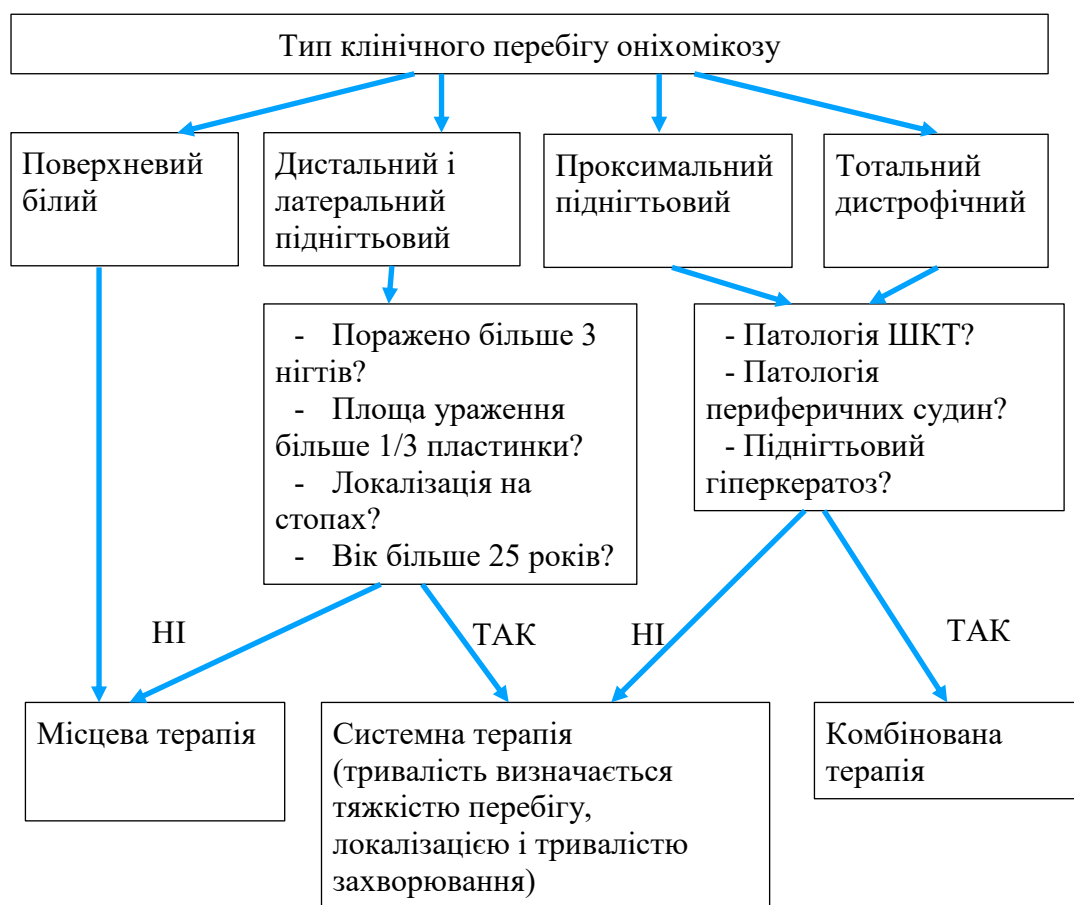 Тип клінічного перебігу оніхомікозу
Поверхневий
білий
Дистальний і
латеральний
піднігтьовий
Проксимальний
піднігтьовий
Тотальний
дистрофічний
- Поражено більше 3
нігтів?
- Площа ураження
більше 1/3 пластинки?
- Локалізація на
стопах?
- Вік більше 25 років?
- Патологія ШКТ?
- Патологія
периферичних судин?
- Піднігтьовий
гіперкератоз?
НІ
ТАК
НІ
ТАК
Місцева терапія
Системна терапія
(тривалість визначається
тяжкістю перебігу,
локалізацією і тривалістю
захворювання)
Комбінована
терапія